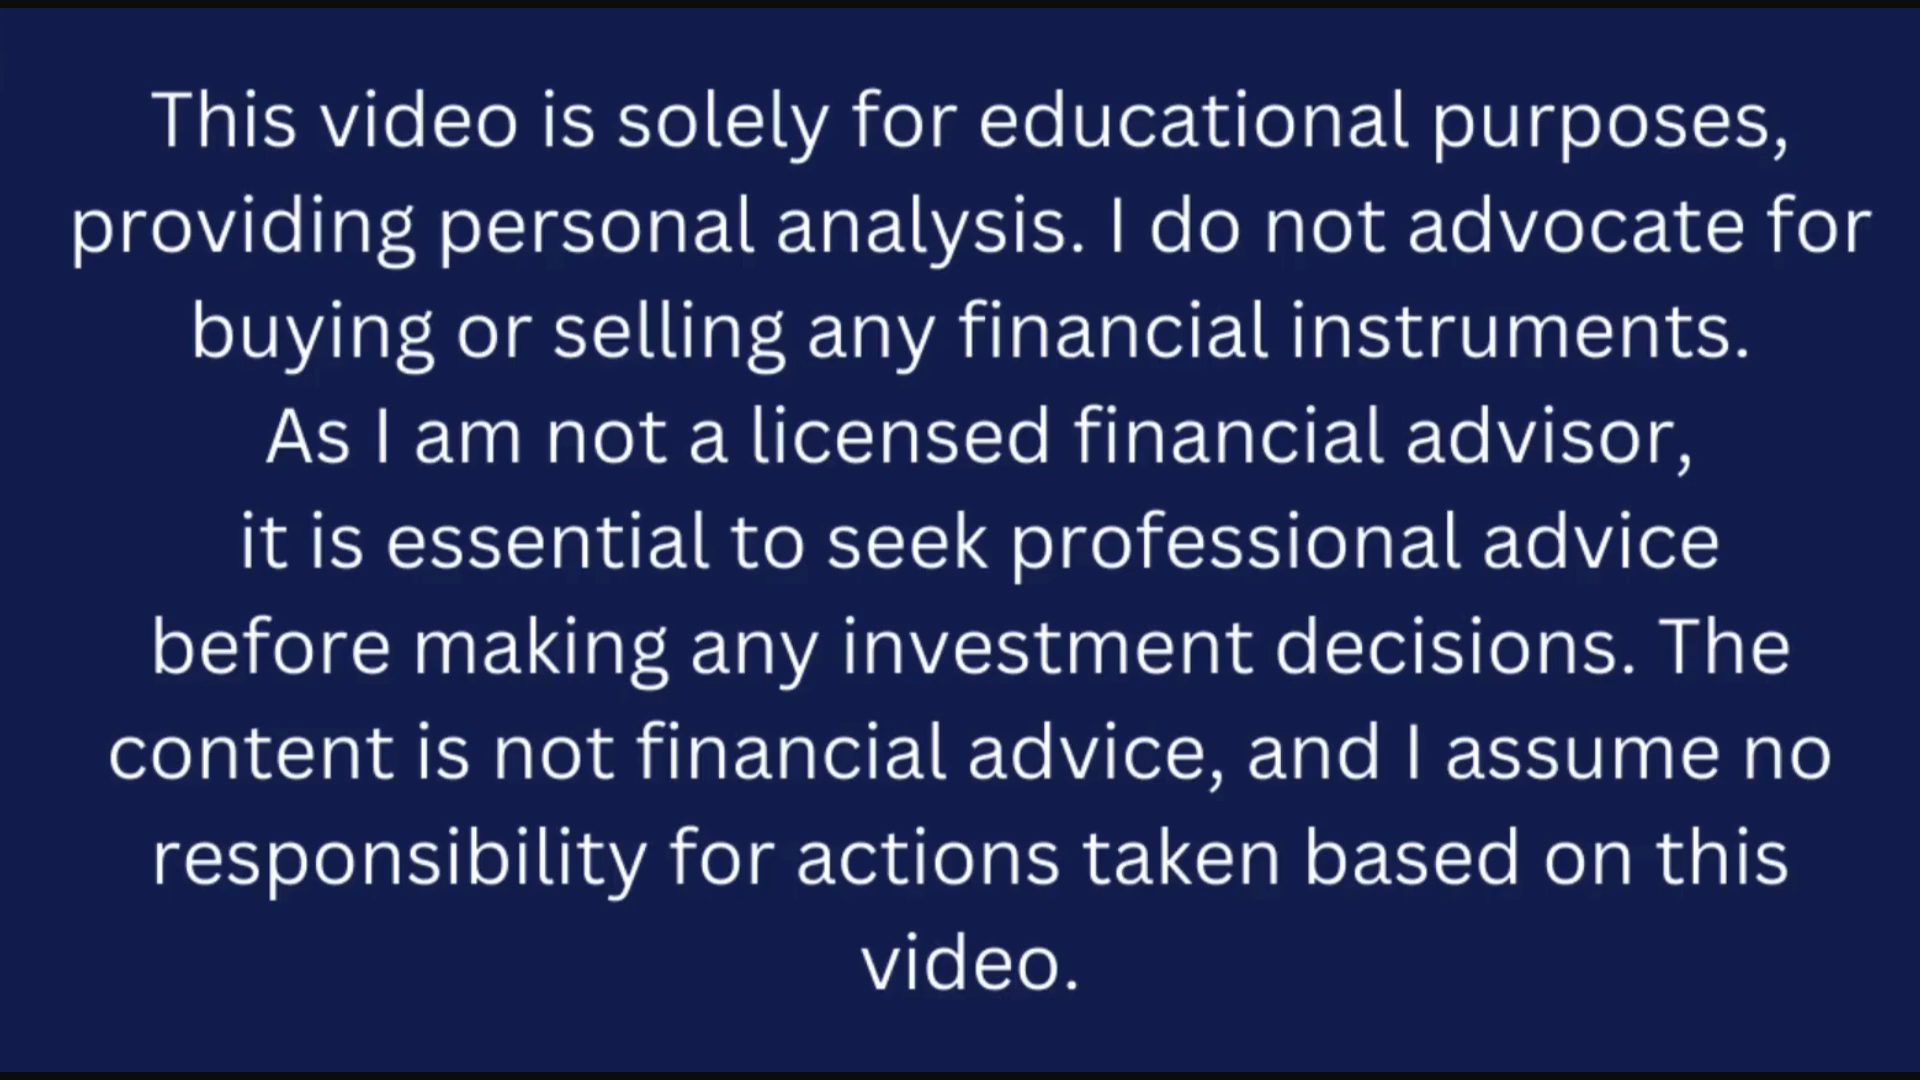 This video is solely for educational purposes,
providing personal analysis. I do not advocate for
buying or selling any financial instruments.
As I am not a licensed financial advisor,
it is essential to seek professional advice
before making any investment decisions. The
content is not financial advice, and I assume no
responsibility for actions taken based on this
video.